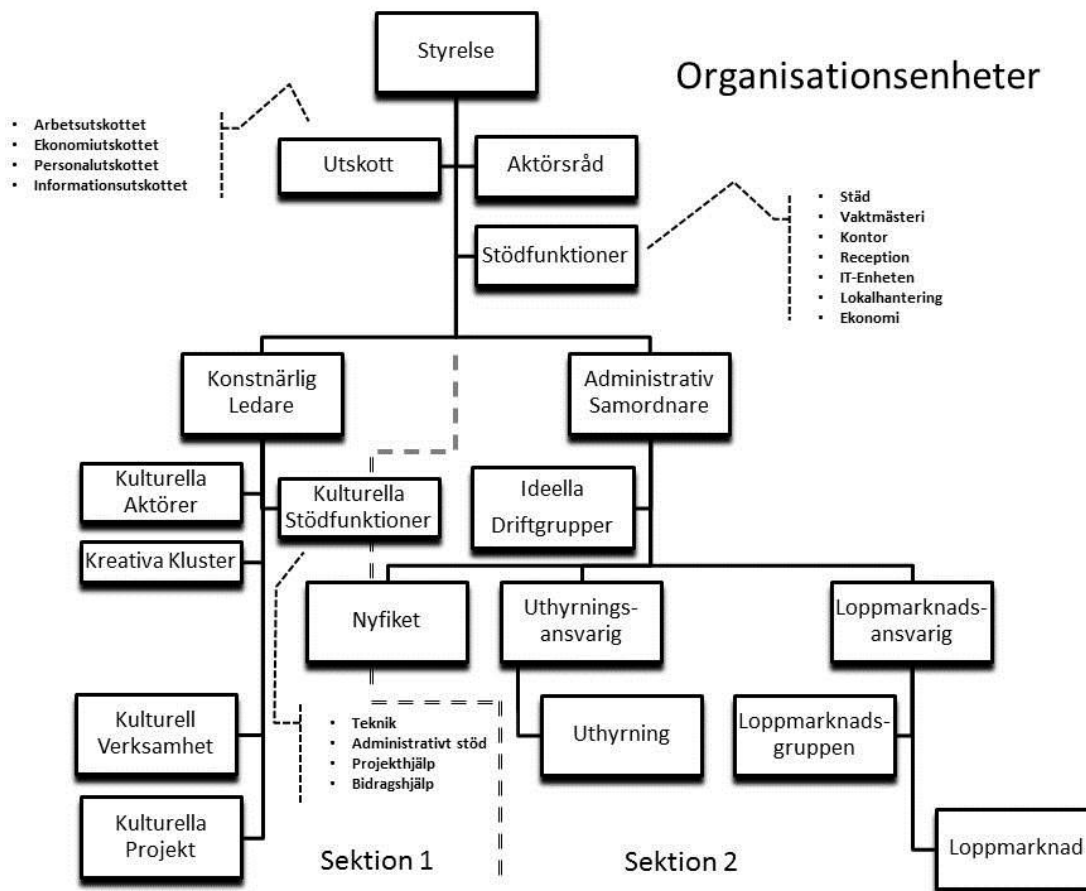 Styrelse
Organisationsenheter
▪ Arbetsutskottet
▪ Ekonomiutskottet
▪ Personalutskottet
▪ Informationsutskottet
Utskott
Aktörsråd
Stödfunktioner
▪ Städ
▪ Vaktmästeri
▪ Kontor
▪ Reception
▪ IT-Enheten
▪ Lokalhantering
▪ Ekonomi
Konstnärlig
Ledare
Administrativ
Samordnare
Kulturella
Aktörer
Kulturella
Stödfunktioner
Ideella
Driftgrupper
Kreativa Kluster
Nyfiket
Uthyrnings-
ansvarig
Loppmarknads-
ansvarig
Kulturell
Verksamhet
▪ Teknik
▪ Administrativt stöd
▪ Projekthjälp
▪ Bidragshjälp
Uthyrning
Loppmarknads-
gruppen
Kulturella
Projekt
Sektion 1
Sektion 2
Loppmarknad